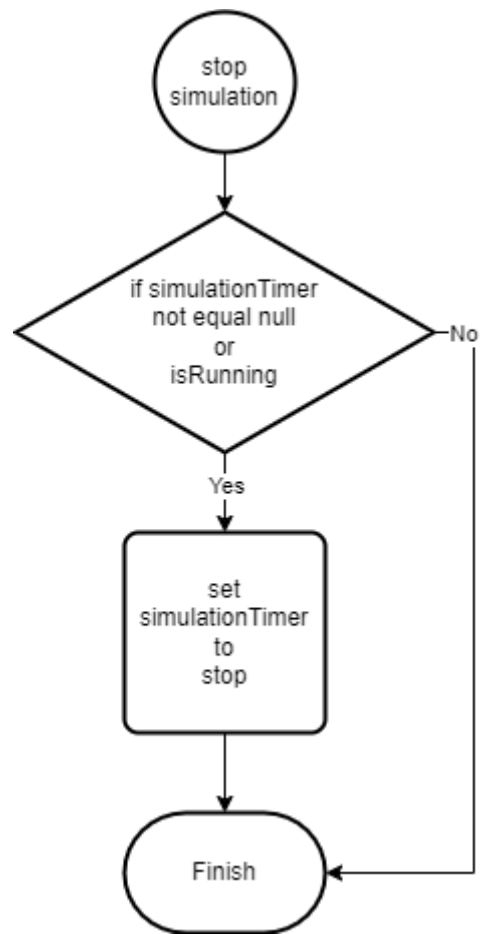 stop
simulation
if simulationTimer
not equal null
or
isRunning
No
Yes
set
simulationTimer
to
stop
Finish